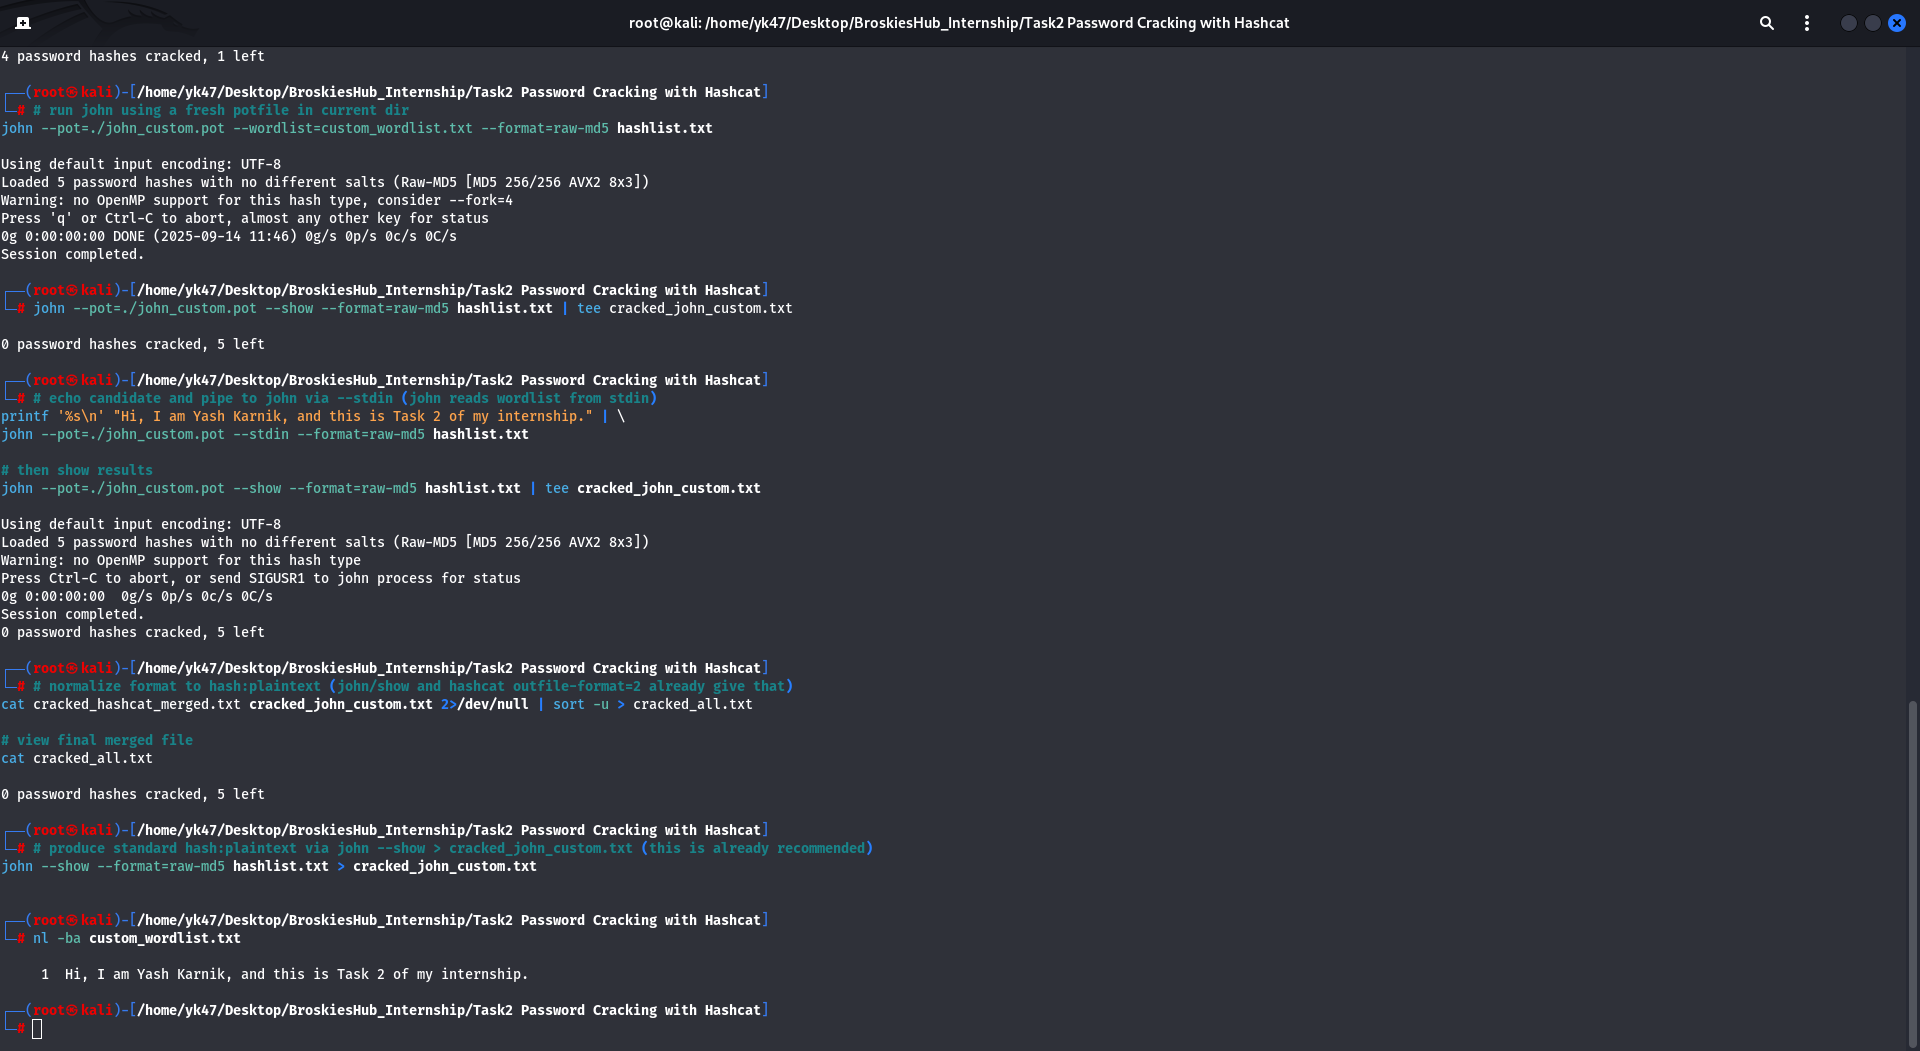 root@kali: /home/yk47/Desktop/BroskiesHub_Internship/Task2 Password Cracking with Hashcat
4 password hashes cracked, 1 left
┌──(root㉿kali)-[/home/yk47/Desktop/BroskiesHub_Internship/Task2 Password Cracking with Hashcat]
└─# # run john using a fresh potfile in current dir
john --pot=./john_custom.pot --wordlist=custom_wordlist.txt --format=raw-md5 hashlist.txt
Using default input encoding: UTF-8
Loaded 5 password hashes with no different salts (Raw-MD5 [MD5 256/256 AVX2 8x3])
Warning: no OpenMP support for this hash type, consider --fork=4
Press 'q' or Ctrl-C to abort, almost any other key for status
0g 0:00:00:00 DONE (2025-09-14 11:46) 0g/s 0p/s 0c/s 0C/s
Session completed.
┌──(root㉿kali)-[/home/yk47/Desktop/BroskiesHub_Internship/Task2 Password Cracking with Hashcat]
└─# john --pot=./john_custom.pot --show --format=raw-md5 hashlist.txt | tee cracked_john_custom.txt
0 password hashes cracked, 5 left
┌──(root㉿kali)-[/home/yk47/Desktop/BroskiesHub_Internship/Task2 Password Cracking with Hashcat]
└─# # echo candidate and pipe to john via --stdin (john reads wordlist from stdin)
printf '%s\n' "Hi, I am Yash Karnik, and this is Task 2 of my internship." | \
john --pot=./john_custom.pot --stdin --format=raw-md5 hashlist.txt
# then show results
john --pot=./john_custom.pot --show --format=raw-md5 hashlist.txt | tee cracked_john_custom.txt
Using default input encoding: UTF-8
Loaded 5 password hashes with no different salts (Raw-MD5 [MD5 256/256 AVX2 8x3])
Warning: no OpenMP support for this hash type
Press Ctrl-C to abort, or send SIGUSR1 to john process for status
0g 0:00:00:00  0g/s 0p/s 0c/s 0C/s
Session completed.
0 password hashes cracked, 5 left
┌──(root㉿kali)-[/home/yk47/Desktop/BroskiesHub_Internship/Task2 Password Cracking with Hashcat]
└─# # normalize format to hash:plaintext (john/show and hashcat outfile-format=2 already give that)
cat cracked_hashcat_merged.txt cracked_john_custom.txt 2>/dev/null | sort -u > cracked_all.txt
# view final merged file
cat cracked_all.txt
0 password hashes cracked, 5 left
┌──(root㉿kali)-[/home/yk47/Desktop/BroskiesHub_Internship/Task2 Password Cracking with Hashcat]
└─# # produce standard hash:plaintext via john --show > cracked_john_custom.txt (this is already recommended)
john --show --format=raw-md5 hashlist.txt > cracked_john_custom.txt
┌──(root㉿kali)-[/home/yk47/Desktop/BroskiesHub_Internship/Task2 Password Cracking with Hashcat]
└─# nl -ba custom_wordlist.txt
1  Hi, I am Yash Karnik, and this is Task 2 of my internship.
┌──(root㉿kali)-[/home/yk47/Desktop/BroskiesHub_Internship/Task2 Password Cracking with Hashcat]
└─#